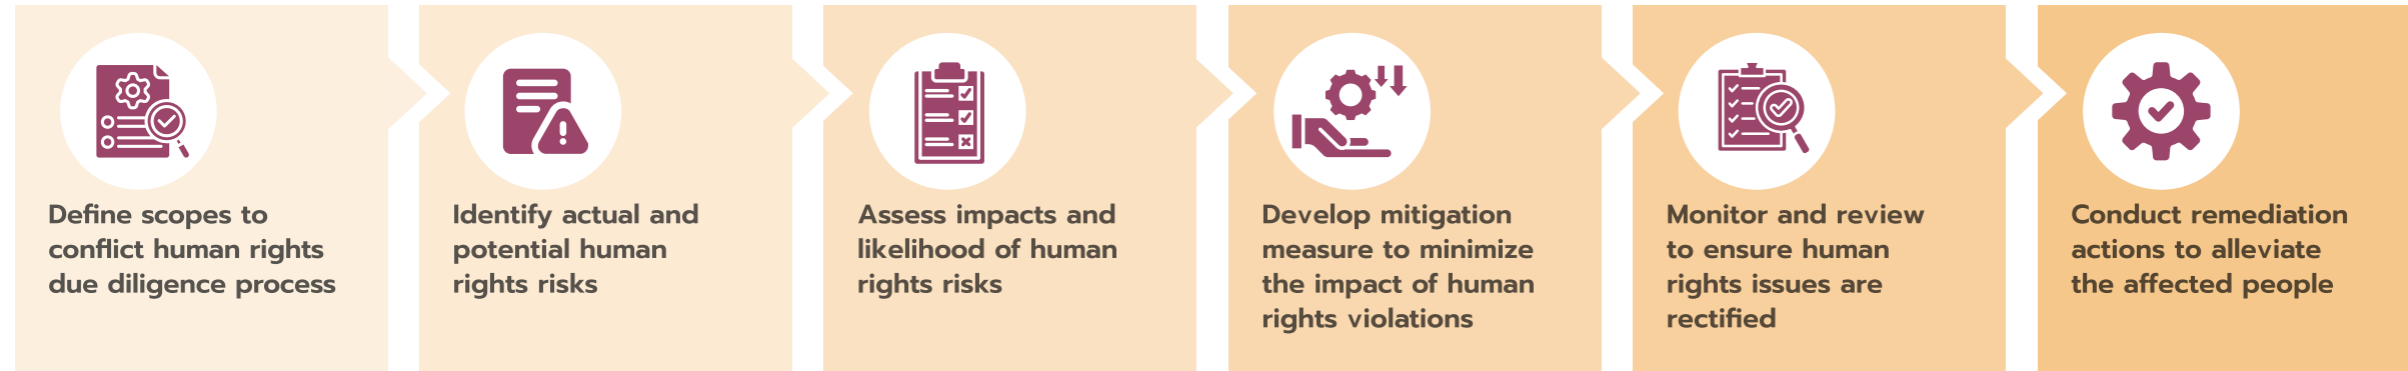 Define scopes to
conflict human rights
due diligence process
Identify actual and
potential human
rights risks
Assess impacts and
likelihood of human
rights risks
Develop mitigation
measure to minimize
the impact of human
rights violations
Monitor and review
to ensure human
rights issues are
rectified
Conduct remediation
actions to alleviate
the affected people